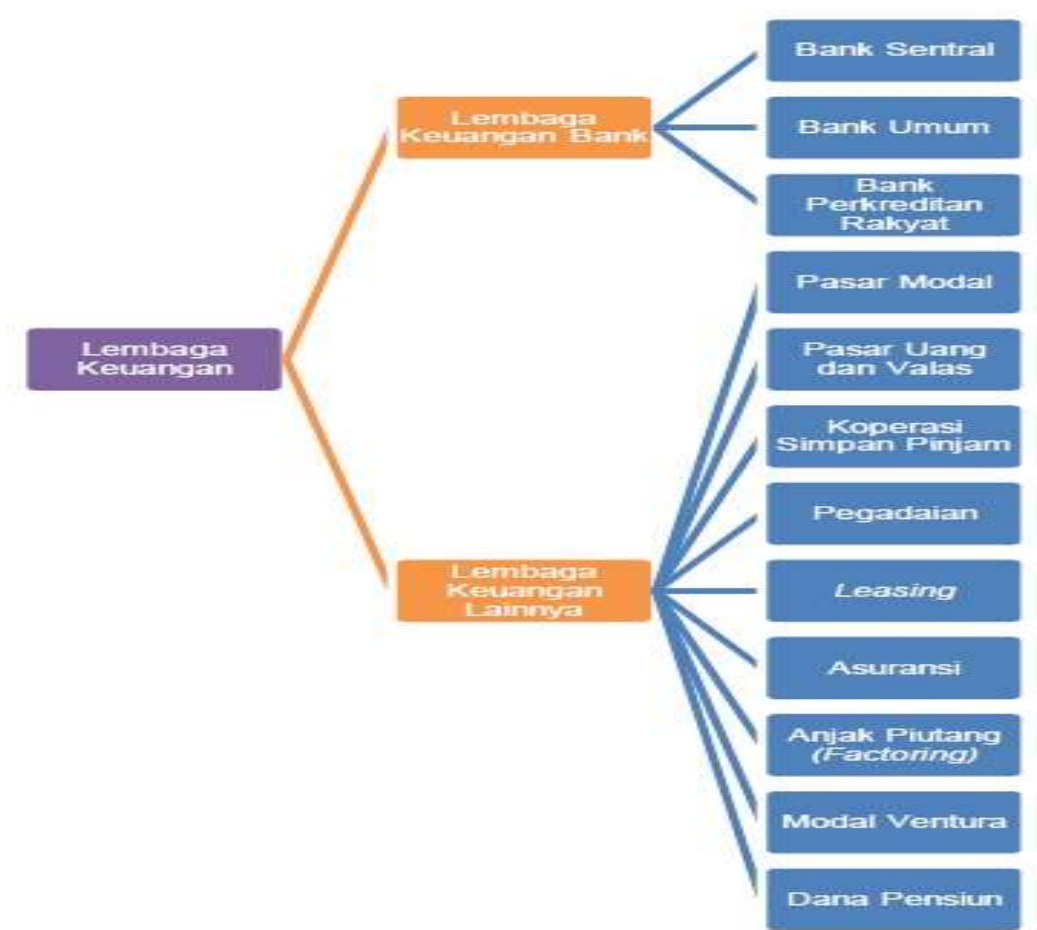 Lembaga
Keuangan
Lembaga
Keuangan Bank
Bank Sentral
Bank Umum
Bank
Perkreditan
Rakyat
Lembaga
Keuangan
Lainnya
Pasar Modal
Pasar Uang
dan Valas
Koperasi
Simpan Pinjam
Pegadaian
Leasing
Asuransi
Anjak Piutang
(Factoring)
Modal Ventura
Dana Pensiun